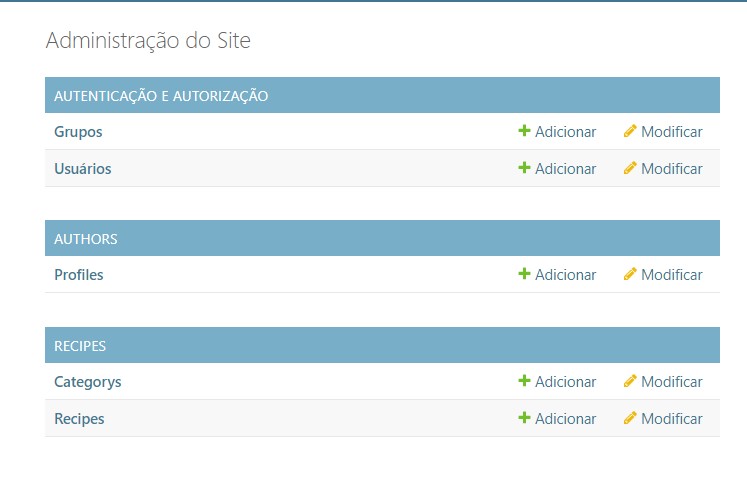 Administração do Site
AUTENTICAÇÃO E AUTORIZAÇÃO
Grupos Adicionar Modificar
Usuários Adicionar Modificar
AUTHORS
Profiles Adicionar Modificar
RECIPES
Categorys Adicionar Modificar
Recipes Adicionar Modificar